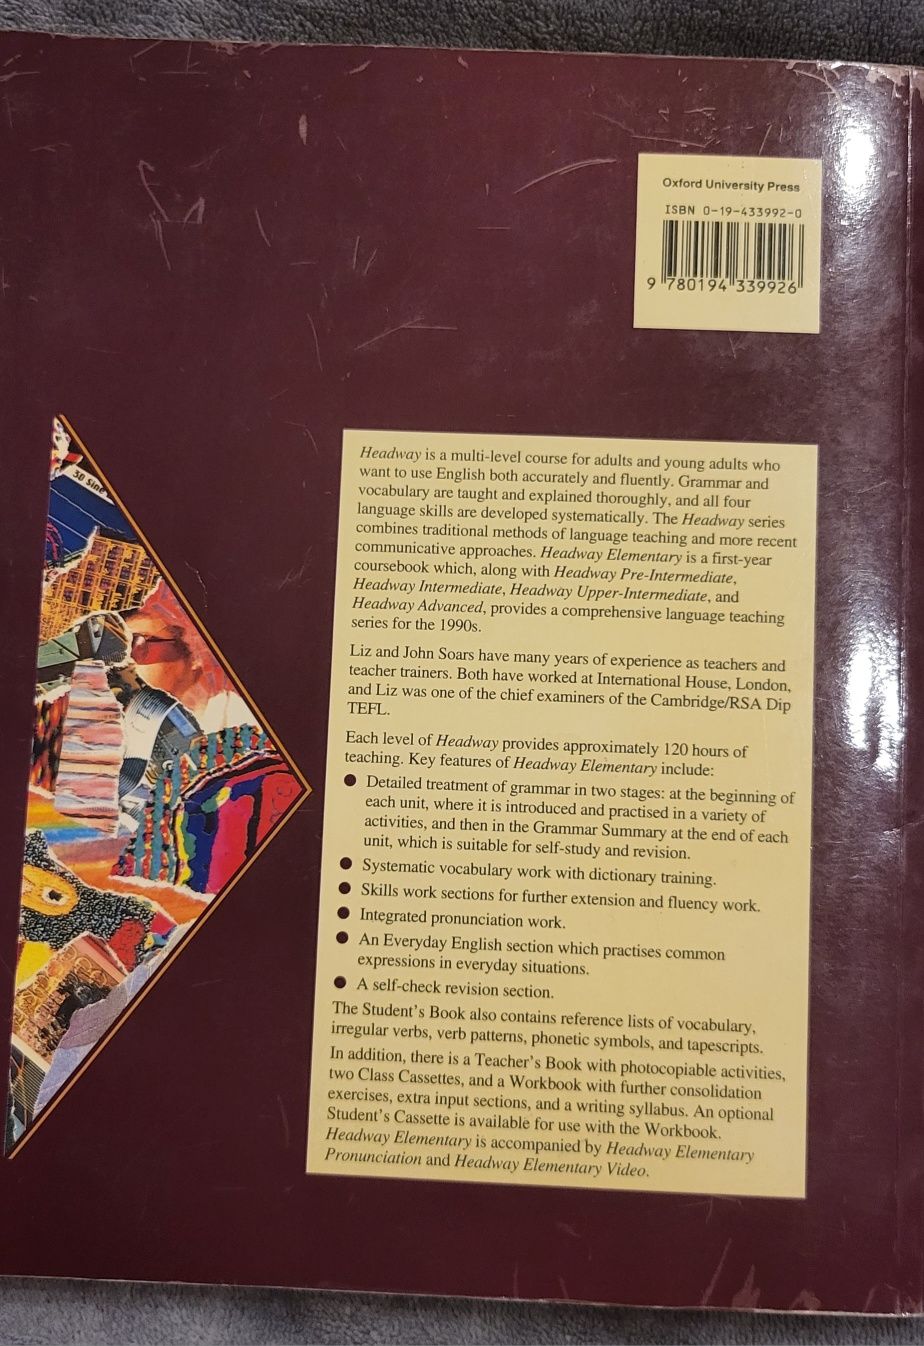 Oxford University Press
ISBN 0-19-433992-0
9 780194 339926
30 Sine
Headway is a multi-level course for adults and young adults who
want to use English both accurately and fluently. Grammar and
vocabulary are taught and explained thoroughly, and all four
language skills are developed systematically. The Headway series
combines traditional methods of language teaching and more recent
communicative approaches. Headway Elementary is a first-year
coursebook which, along with Headway Pre-Intermediate,
Headway Intermediate, Headway Upper-Intermediate, and
Headway Advanced, provides a comprehensive language teaching
series for the 1990s.
Liz and John Soars have many years of experience as teachers and
teacher trainers. Both have worked at International House, London,
and Liz was one of the chief examiners of the Cambridge/RSA Dip
TEFL.
Each level of Headway provides approximately 120 hours of
teaching. Key features of Headway Elementary include:
● Detailed treatment of grammar in two stages: at the beginning of
each unit, where it is introduced and practised in a variety of
activities, and then in the Grammar Summary at the end of each
unit, which is suitable for self-study and revision.
● Systematic vocabulary work with dictionary training.
● Skills work sections for further extension and fluency work.
● Integrated pronunciation work.
● An Everyday English section which practises common
expressions in everyday situations.
● A self-check revision section.
The Student's Book also contains reference lists of vocabulary,
irregular verbs, verb patterns, phonetic symbols, and tapescripts.
In addition, there is a Teacher's Book with photocopiable activities,
two Class Cassettes, and a Workbook with further consolidation
exercises, extra input sections, and a writing syllabus. An optional
Student's Cassette is available for use with the Workbook.
Headway Elementary is accompanied by Headway Elementary
Pronunciation and Headway Elementary Video.